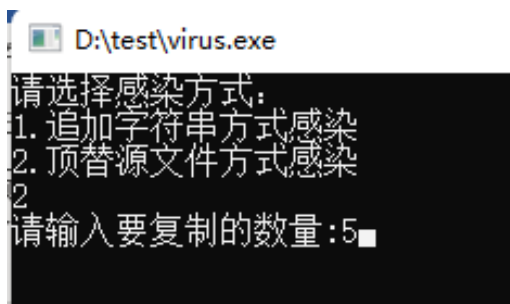 D:\test\virus.exe
请选择感染方式:
1.追加字符串方式感染
2.顶替源文件方式感染
2
请输入要复制的数量:5